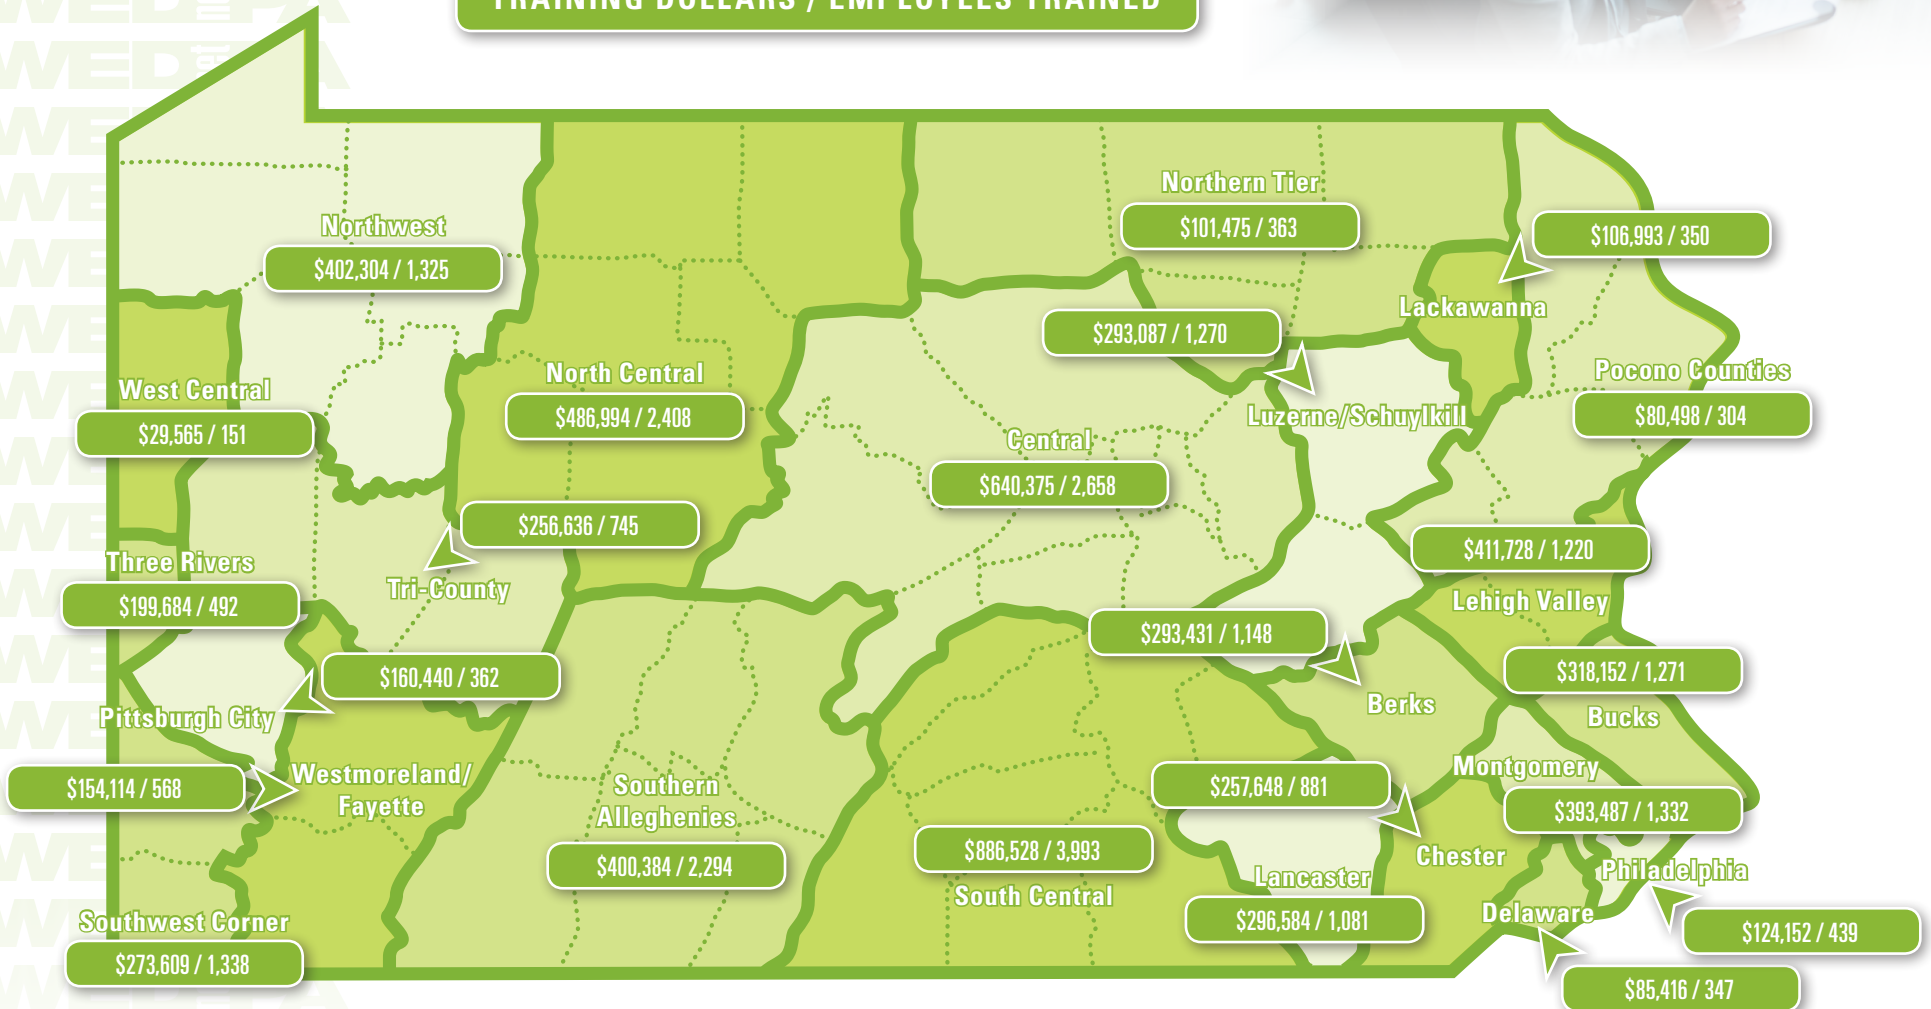 TRAINING DOLLARS / EMPLOYEES TRAINED
Northwest
$402,304 / 1,325
Northern Tier
$101,475 / 363
$106,993 / 350
Lackawanna
$293,087 / 1,270
Luzerne/Schuylkill
Pocono Counties
$80,498 / 304
West Central
$29,565 / 151
North Central
$486,994 / 2,408
Central
$640,375 / 2,658
$256,636 / 745
Tri-County
$411,728 / 1,220
Lehigh Valley
Three Rivers
$199,684 / 492
$293,431 / 1,148
Berks
$318,152 / 1,271
Bucks
$160,440 / 362
Pittsburgh City
$154,114 / 568
Westmoreland/
Fayette
Southern
Alleghenies
$400,384 / 2,294
$257,648 / 881
Chester
Montgomery
$393,487 / 1,332
$886,528 / 3,993
South Central
Lancaster
$296,584 / 1,081
Philadelphia
$124,152 / 439
Delaware
$85,416 / 347
Southwest Corner
$273,609 / 1,338